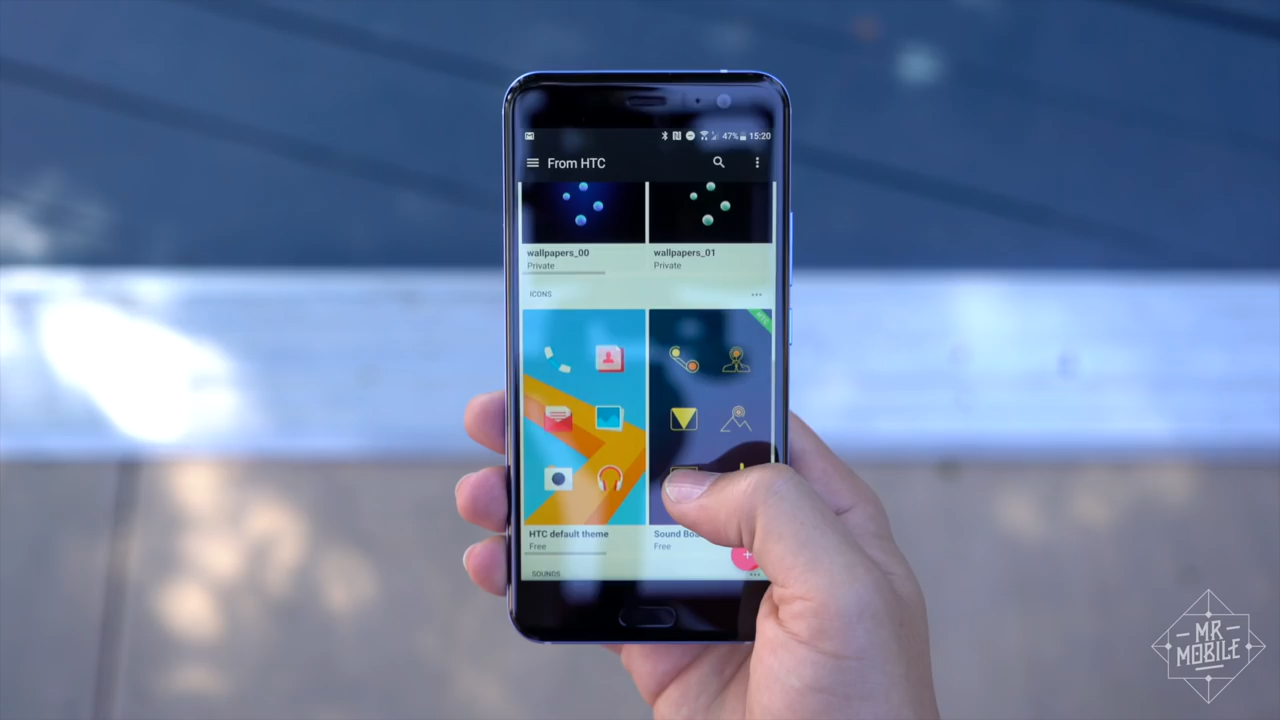 47% 15:20
From HTC
wallpapers_00
Private
wallpapers_01
Private
ICONS
HTC
HTC default theme
Free
Sound
Free
SOUNDS
MR
MOBILE